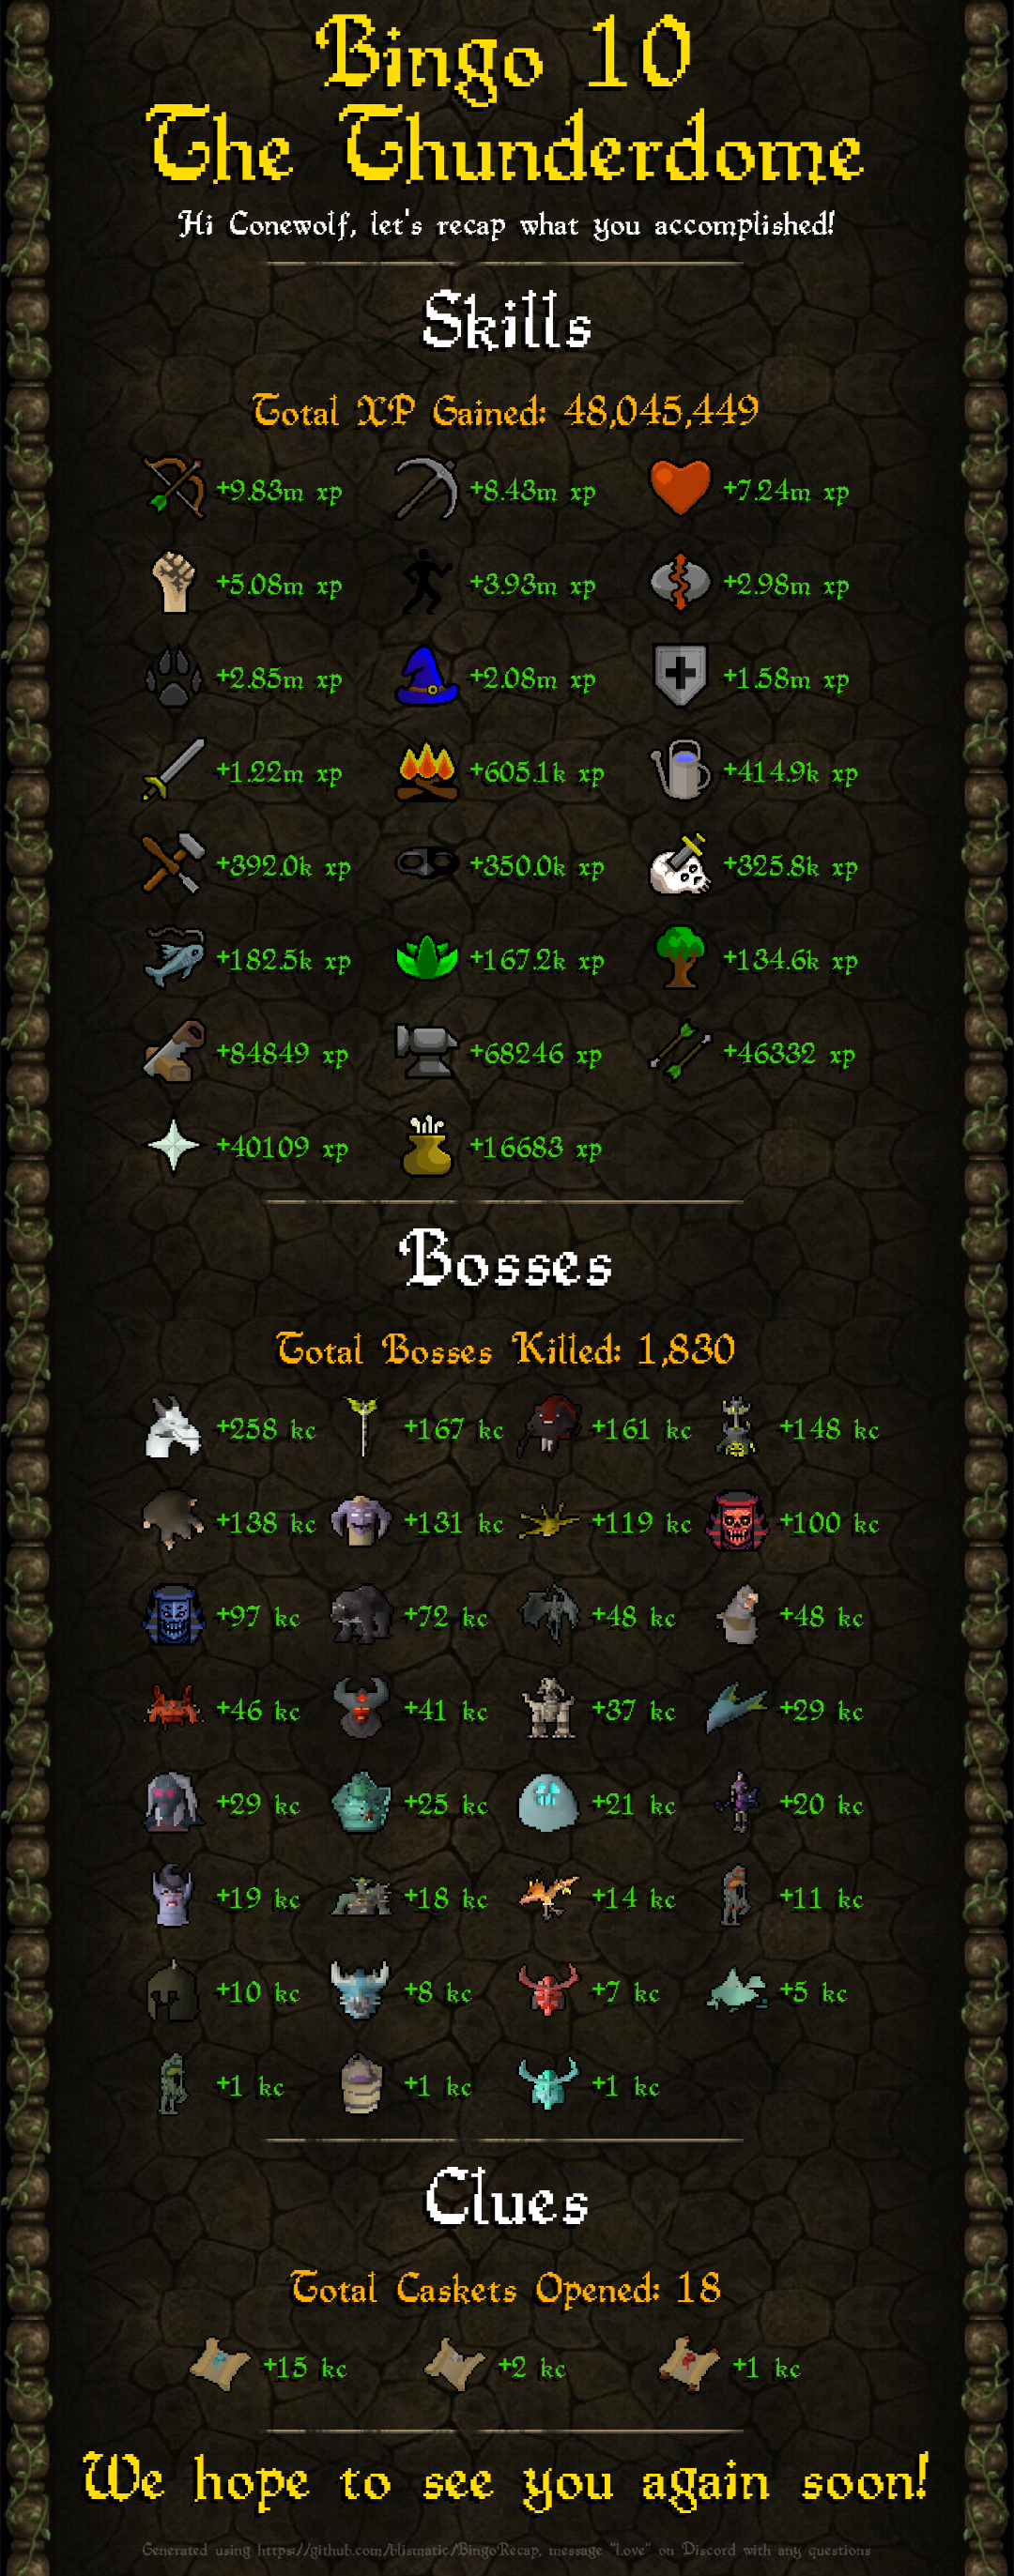 Bingo 10
The Thunderdome
Hi Conewolf, let's recap what you accomplished!
Skills
Total XP Gained: 48,045,449
+9.83m xp +8.43m xp +7.24m xp
+5.08m xp +3.93m xp +2.98m xp
+2.85m xp +2.08m xp +1.58m xp
+1.22m xp +605.1k xp +414.9k xp
+392.0k xp +350.0k xp +325.8k xp
+182.5k xp +167.2k xp +134.6k xp
+84849 xp +68246 xp +46332 xp
+40109 xp +16683 xp
Bosses
Total Bosses Killed: 1,830
+258 kc +167 kc +161 kc +148 kc
+138 kc +131 kc +119 kc +100 kc
+97 kc +72 kc +48 kc +48 kc
+46 kc +41 kc +37 kc +29 kc
+29 kc +25 kc +21 kc +20 kc
+19 kc +18 kc +14 kc +11 kc
+10 kc +8 kc +7 kc +5 kc
+1 kc +1 kc +1 kc
Clues
Total Caskets Opened: 18
+15 kc +2 kc +1 kc
We hope to see you again soon!
Generated using https://github.com/blismatic/BingoRecap, message "love" on Discord with any questions